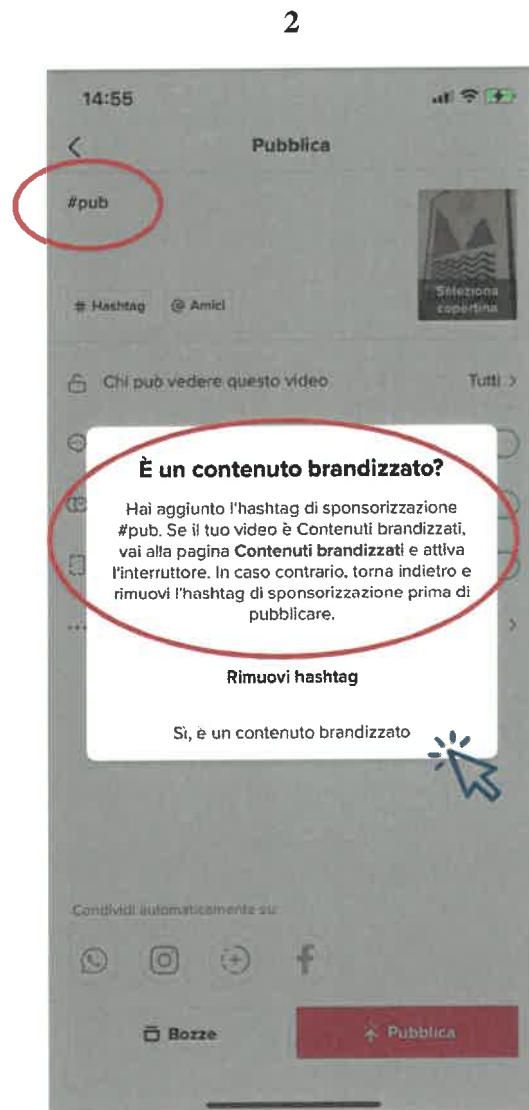 2
14:55
Pubblica
#pub
Seleziona
copertina
# Hashtag @ Amici
Chi può vedere questo video Tutti >
È un contenuto brandizzato?
Hai aggiunto l'hashtag di sponsorizzazione
#pub. Se il tuo video è Contenuti brandizzati,
vai alla pagina Contenuti brandizzati e attiva
l'interruttore. In caso contrario, torna indietro e
rimuovi l'hashtag di sponsorizzazione prima di
pubblicare.
Rimuovi hashtag
Sì, è un contenuto brandizzato
Condividi automaticamente su:
Bozze
Pubblica